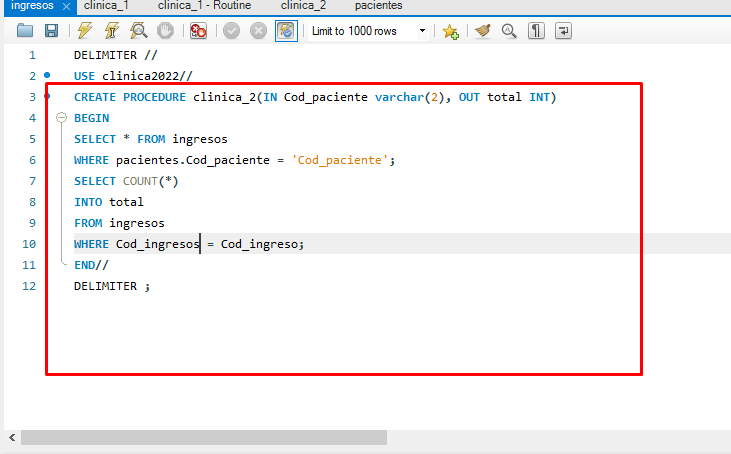 ingresos clinica_1 clinica_1 - Routine clinica_2 pacientes
Limit to 1000 rows
1 DELIMITER //
2 USE clinica2022//
3 CREATE PROCEDURE clinica_2(IN Cod_paciente varchar(2), OUT total INT)
4 BEGIN
5 SELECT * FROM ingresos
6 WHERE pacientes.Cod_paciente = 'Cod_paciente';
7 SELECT COUNT(*)
8 INTO total
9 FROM ingresos
10 WHERE Cod_ingresos = Cod_ingreso;
11 END//
12 DELIMITER ;